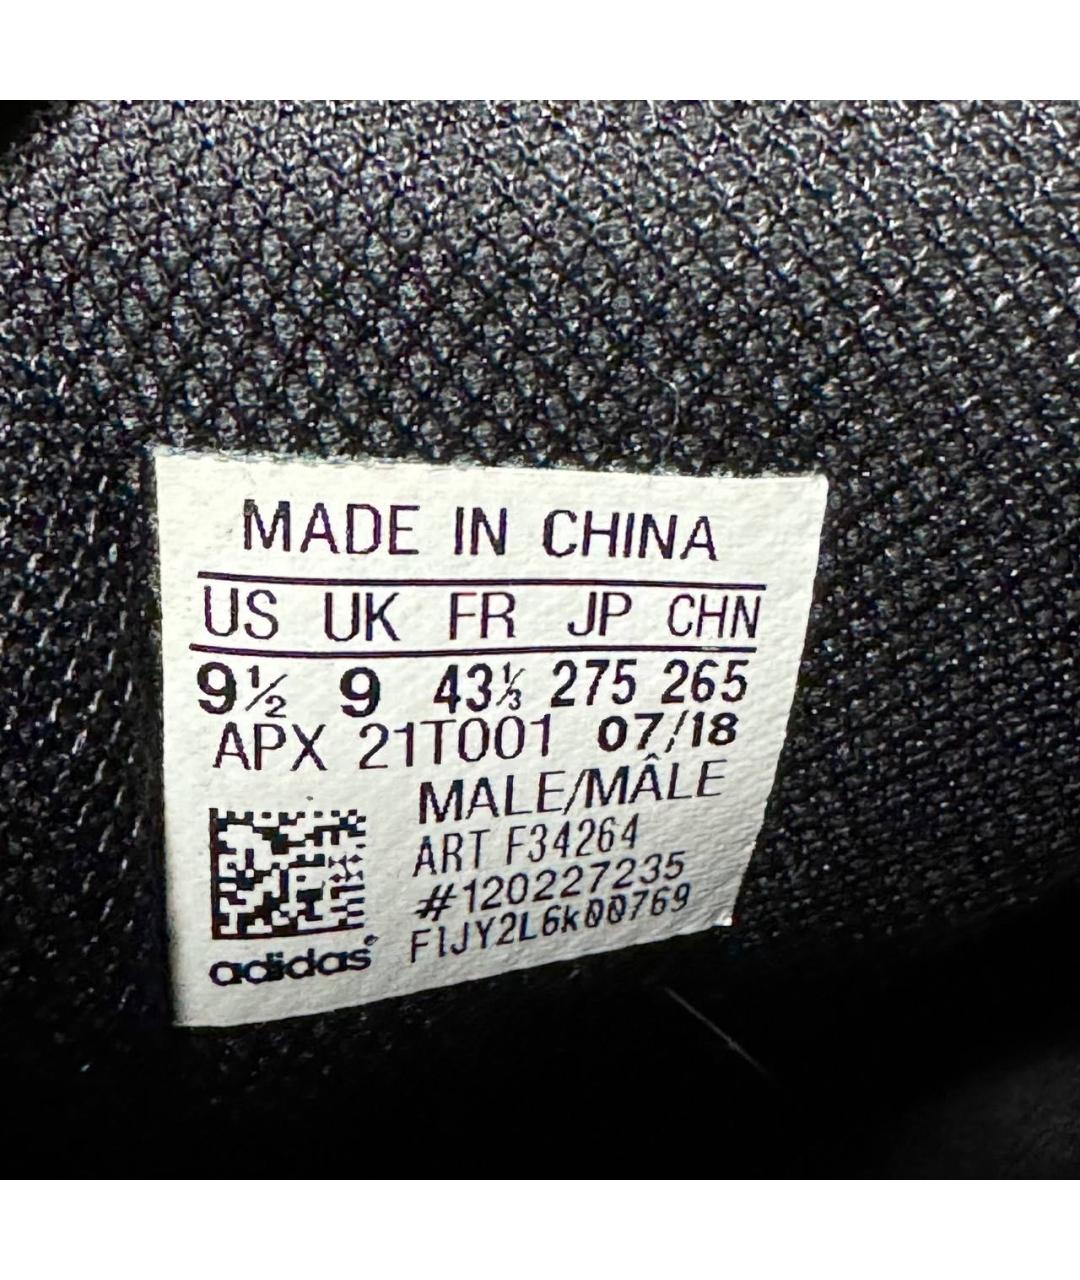 MADE IN CHINA
US UK FR JP CHN
9½ 9 43⅓ 275 265
APX 21T001 07/18
MALE/MÂLE
ART F34264
#120227235
F1JY2L6k00769
adidas®